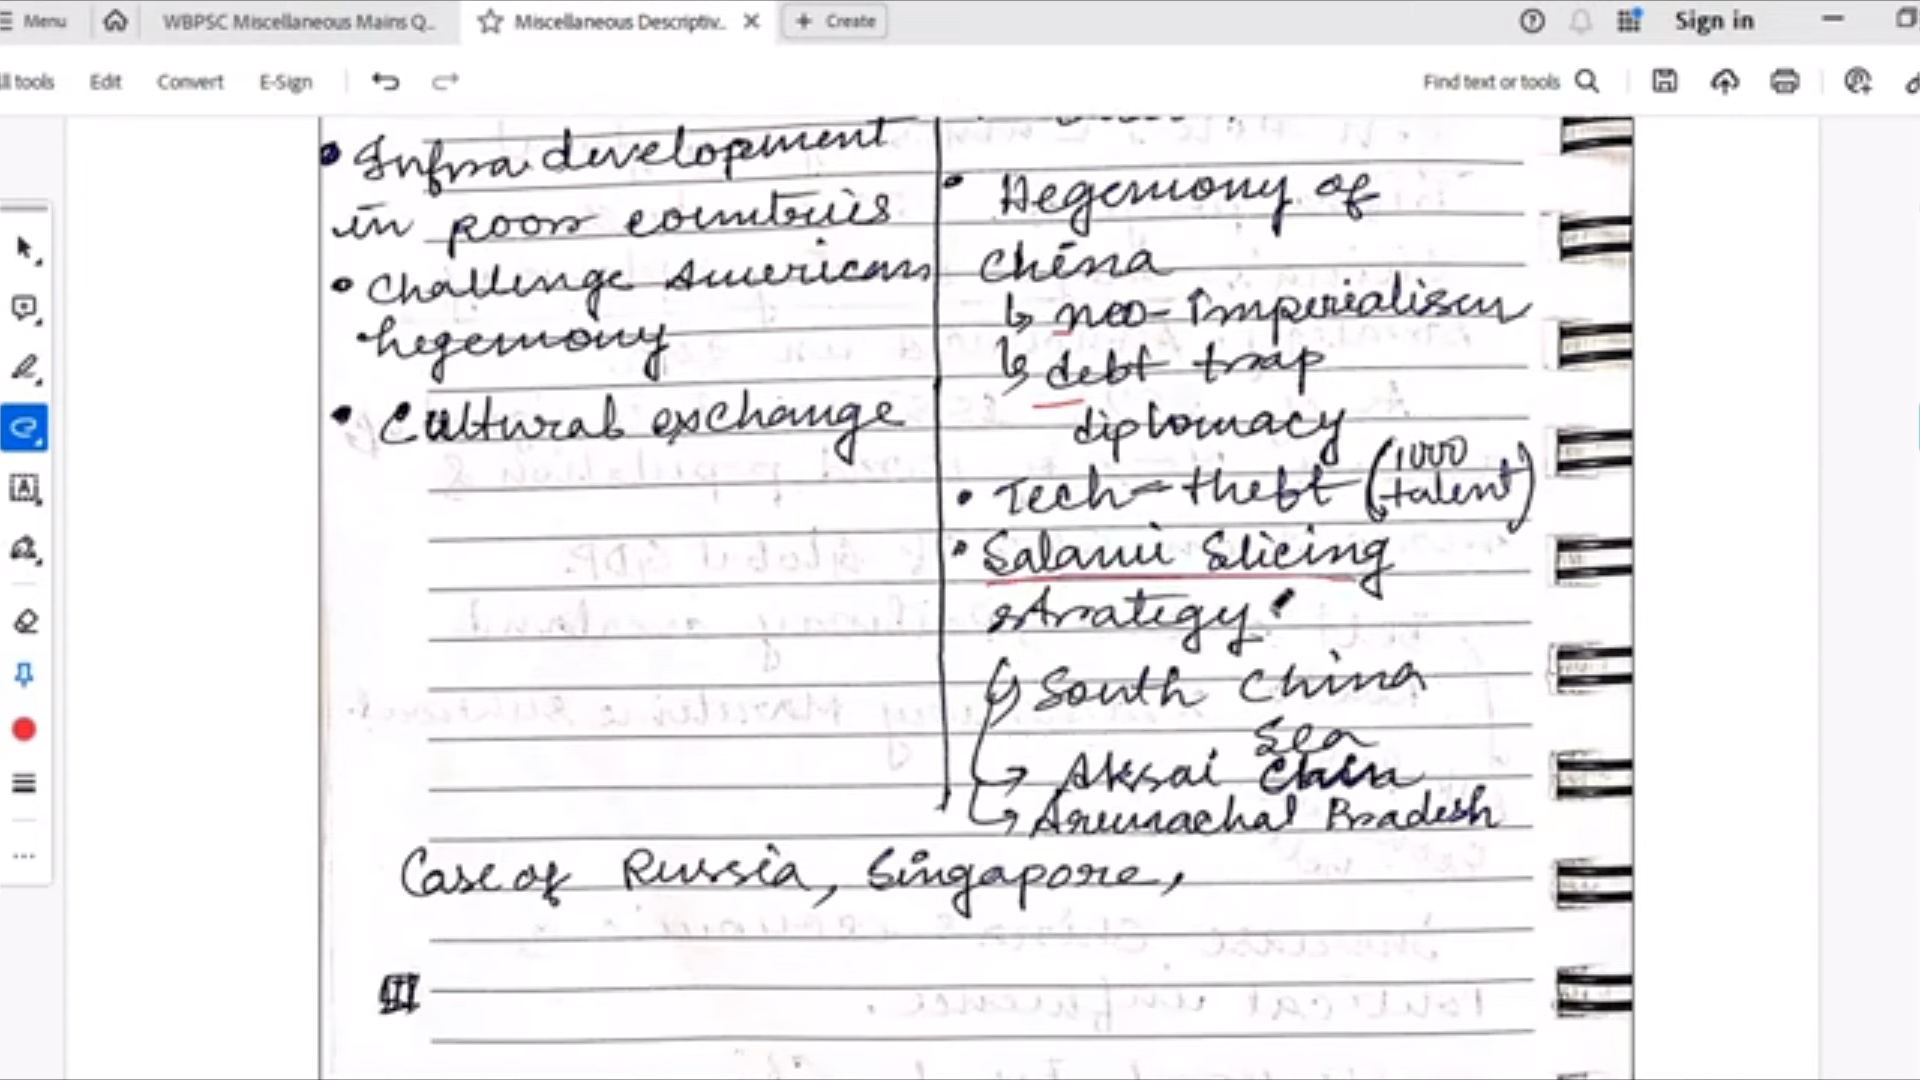 Menu
WBPSC Miscellaneous Mains Q..
Miscellaneous Descriptiv..
+ Create
Sign in
ll tools
Edit
Convert
E-Sign
Find text or tools
• Infra development
in poor countries
• Challenge American
hegemony
• Cultural exchange
• Hegemony of
China
↳ neo-imperialism
↳ debt trap
diplomacy
• Tech-theft (1000
talent)
• Salami Slicing
strategy
↳ South China
Sea
→ Aksai Chin
→ Arunachal Pradesh
Case of Russia, Singapore,